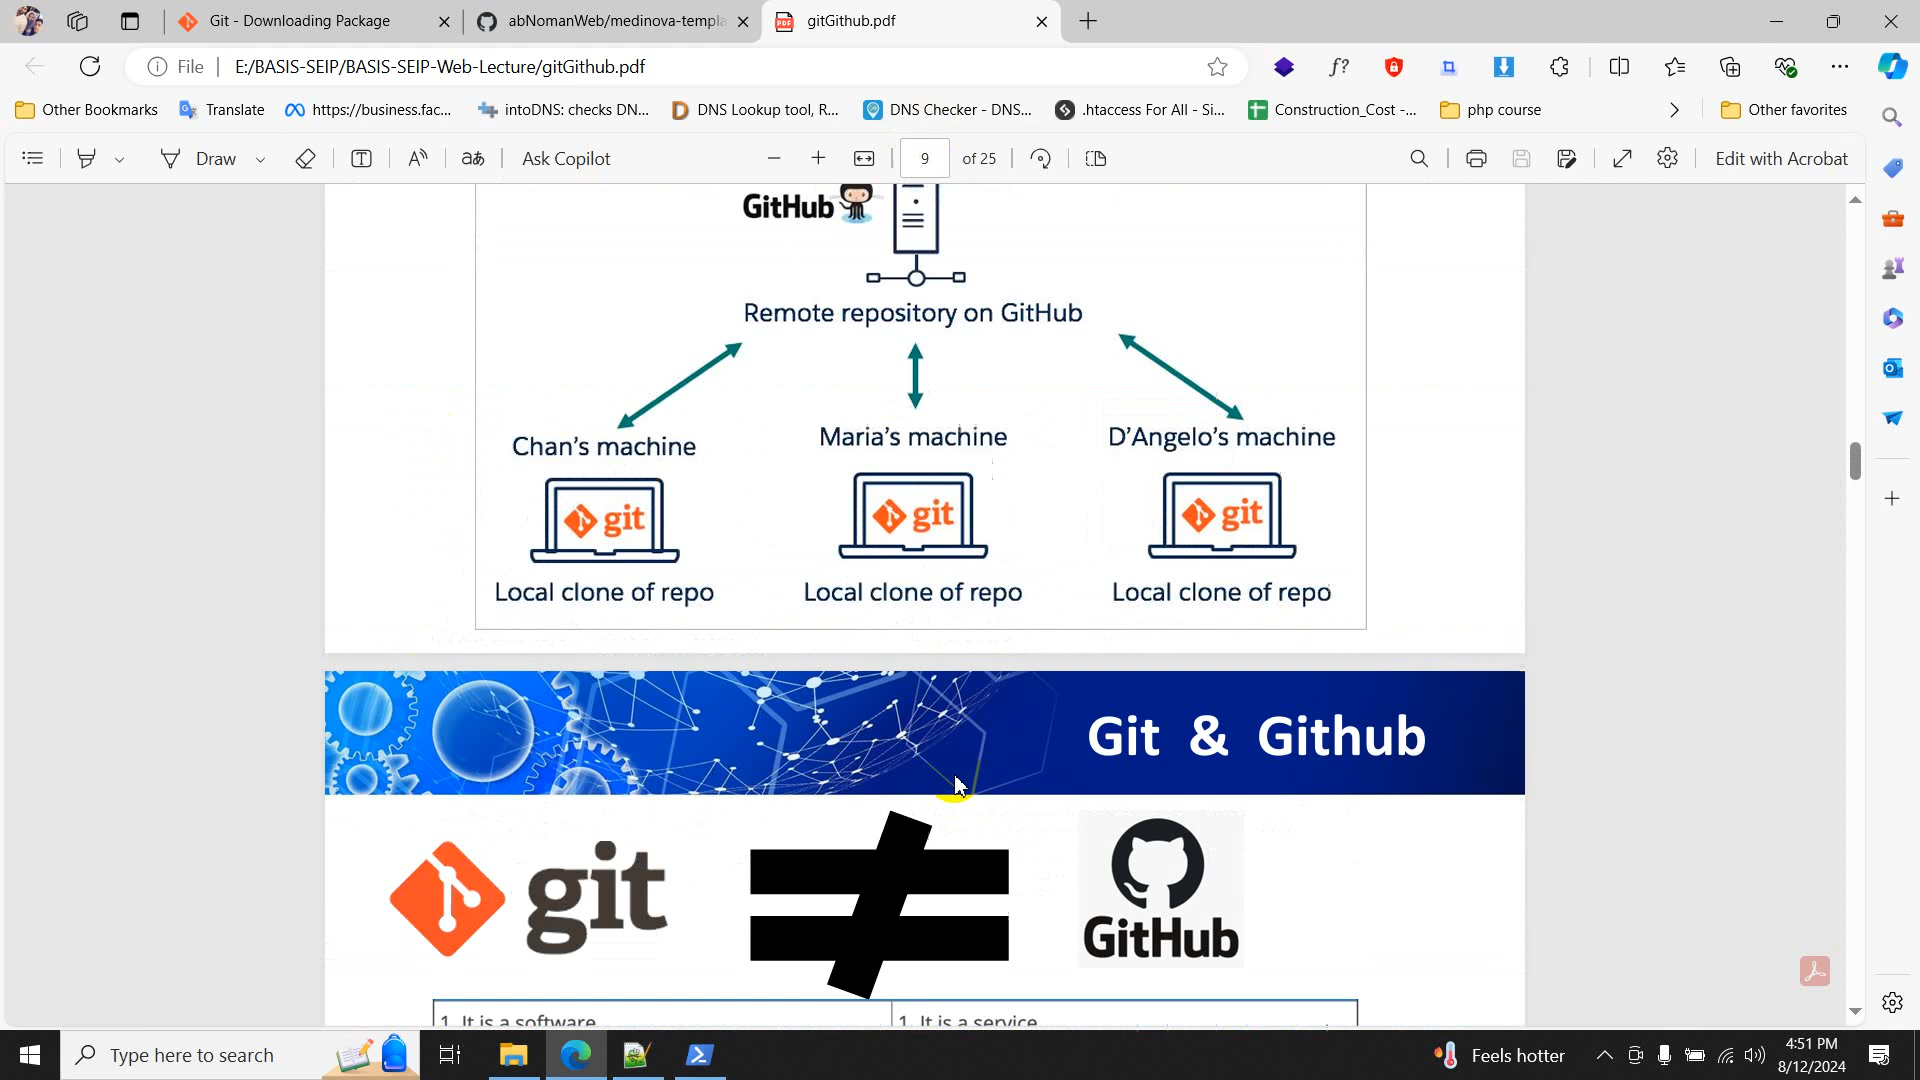 Git - Downloading Package
abNomanWeb/medinova-templa
gitGithub.pdf
File
E:/BASIS-SEIP/BASIS-SEIP-Web-Lecture/gitGithub.pdf
Other Bookmarks
Translate
https://business.fac...
intoDNS: checks DN...
DNS Lookup tool, R...
DNS Checker - DNS...
.htaccess For All - Si...
Construction_Cost -...
php course
Other favorites
Draw
Ask Copilot
9 of 25
Edit with Acrobat
GitHub
Remote repository on GitHub
Chan's machine
Maria's machine
D'Angelo's machine
git
git
git
Local clone of repo
Local clone of repo
Local clone of repo
Git & Github
git
GitHub
1. It is a software
1. It is a service
Type here to search
Feels hotter
4:51 PM
8/12/2024